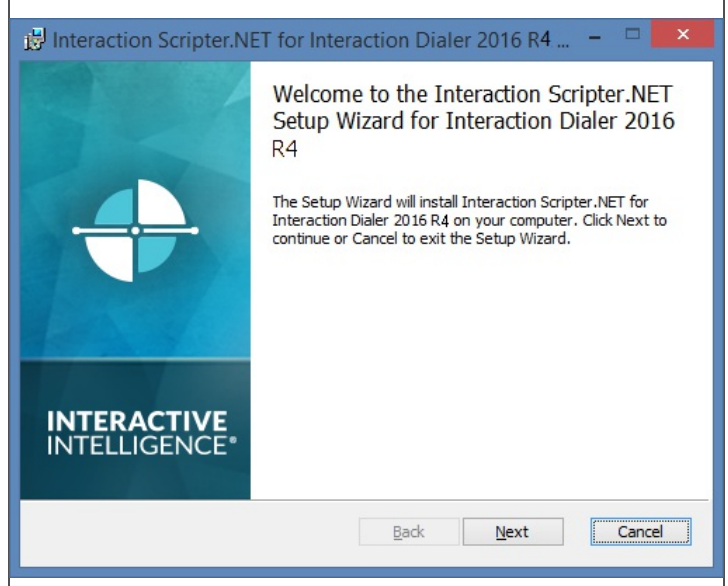 Interaction Scripter.NET for Interaction Dialer 2016 R4 ...
Welcome to the Interaction Scripter.NET
Setup Wizard for Interaction Dialer 2016
R4
The Setup Wizard will install Interaction Scripter.NET for
Interaction Dialer 2016 R4 on your computer. Click Next to
continue or Cancel to exit the Setup Wizard.
INTERACTIVE
INTELLIGENCE®
Back Next Cancel